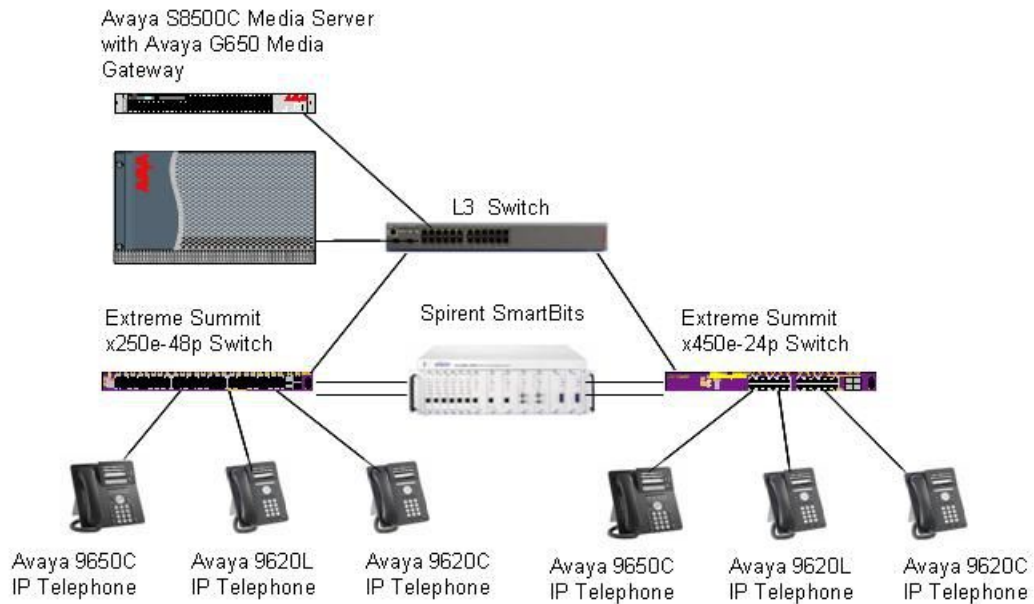 Avaya S8500C Media Server
with Avaya G650 Media
Gateway
L3 Switch
Extreme Summit
x250e-48p Switch
Spirent SmartBits
Extreme Summit
x450e-24p Switch
Avaya 9650C
IP Telephone
Avaya 9620L
IP Telephone
Avaya 9620C
IP Telephone
Avaya 9650C
IP Telephone
Avaya 9620L
IP Telephone
Avaya 9620C
IP Telephone